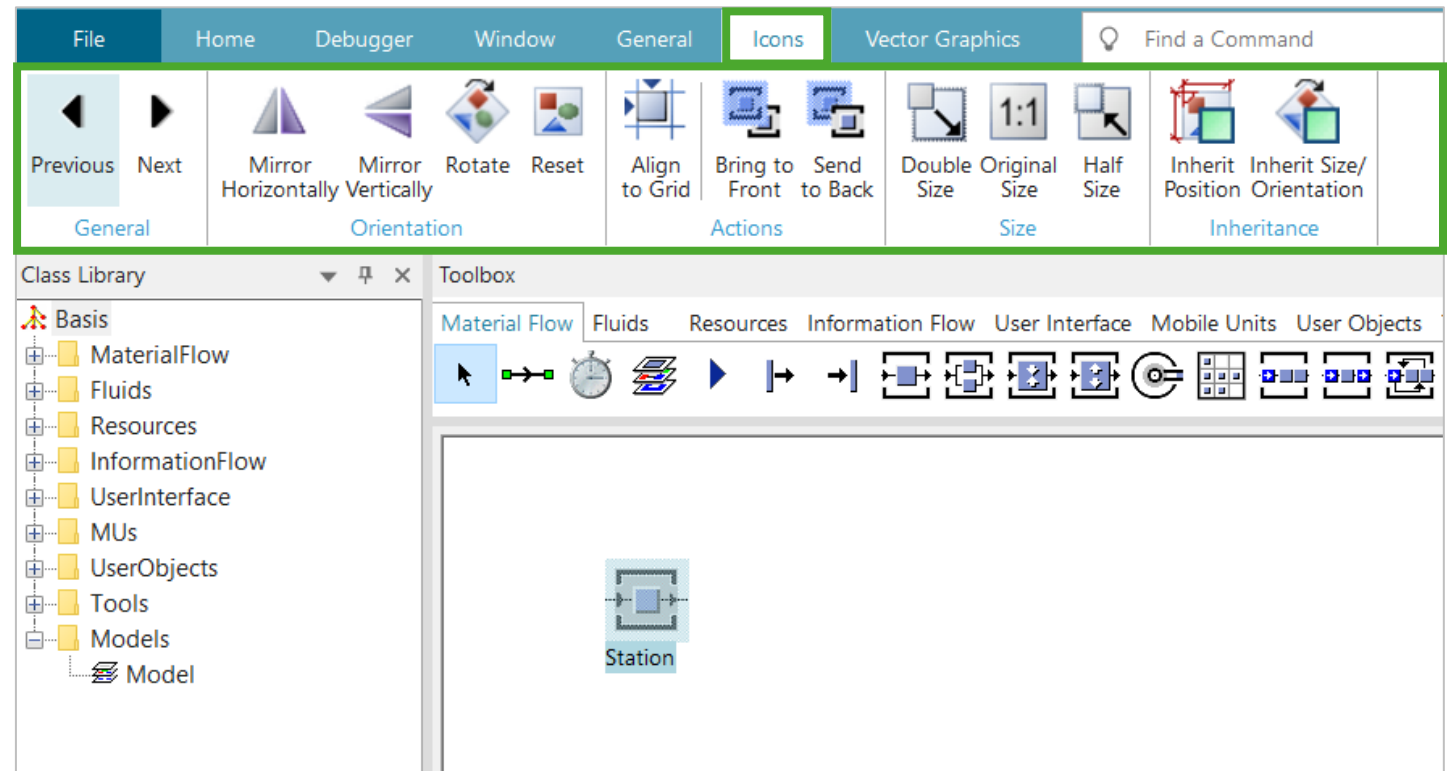 File Home Debugger Window General Icons Vector Graphics Find a Command
Previous Next Mirror Mirror Rotate Reset Align Bring to Send Double Original Half Inherit Inherit Size/
Horizontally Vertically to Grid Front to Back Size Size Size Position Orientation
1:1
General Orientation Actions Size Inheritance
Class Library
Toolbox
Basis
MaterialFlow
Fluids
Resources
InformationFlow
UserInterface
MUs
UserObjects
Tools
Models
Model
Material Flow Fluids Resources Information Flow User Interface Mobile Units User Objects
Station